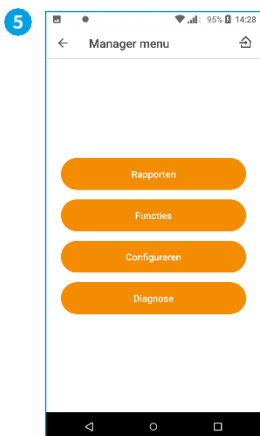 5
95% 14:28
Manager menu
Rapporten
Functies
Configureren
Diagnose